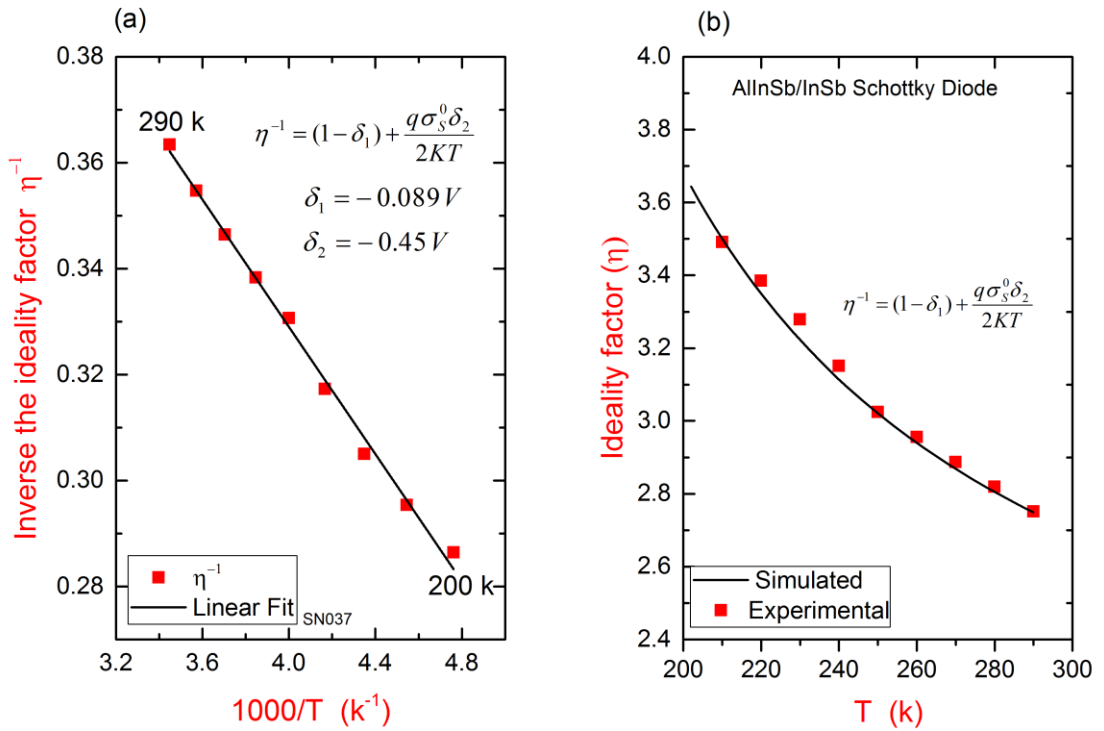 (a)
0.38
0.36
0.34
0.32
0.30
0.28
Inverse the ideality factor η⁻¹
290 k
η⁻¹ = (1−δ₁) + qσ_S⁰δ₂ / 2KT
δ₁ = −0.089 V
δ₂ = −0.45 V
η⁻¹
Linear Fit
SN037
200 k
3.2 3.6 4.0 4.4 4.8
1000/T (k⁻¹)
(b)
4.0
3.8
3.6
3.4
3.2
3.0
2.8
2.6
2.4
Ideality factor (η)
AlInSb/InSb Schottky Diode
η⁻¹ = (1−δ₁) + qσ_S⁰δ₂ / 2KT
Simulated
Experimental
200 220 240 260 280 300
T (k)